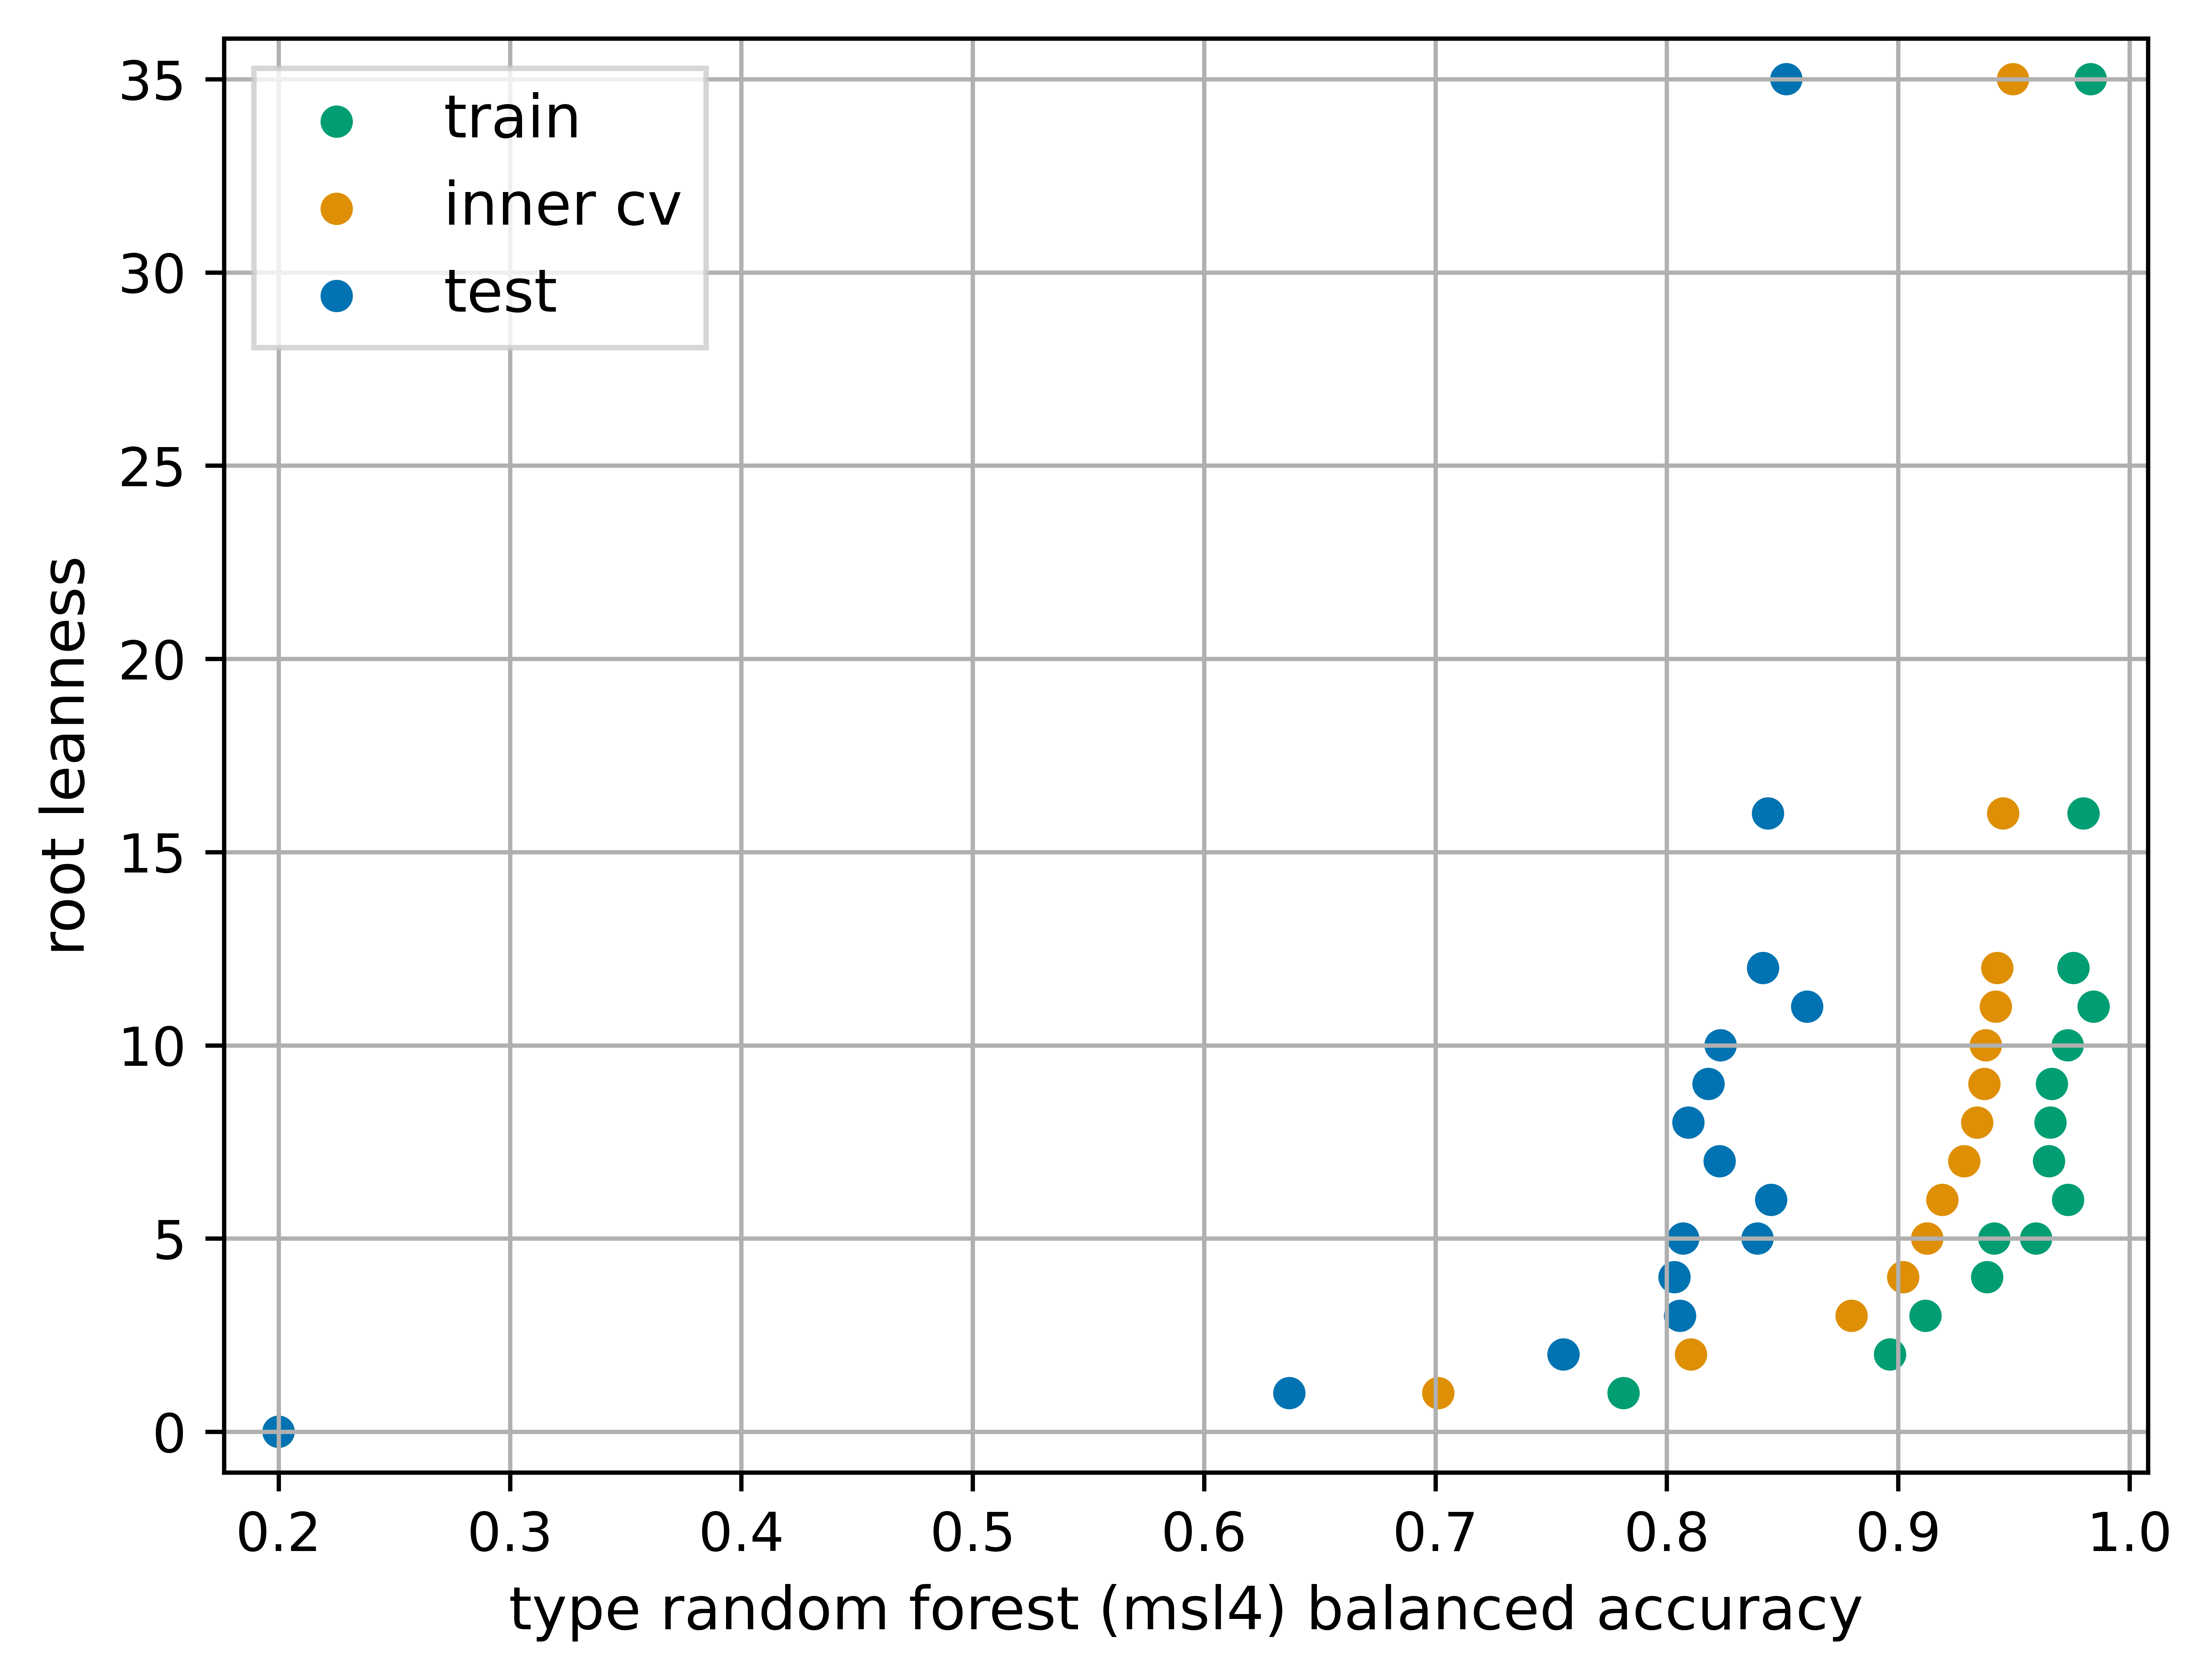 35
30
25
20
15
10
5
0
root leanness
train
inner cv
test
0.2 0.3 0.4 0.5 0.6 0.7 0.8 0.9 1.0
type random forest (msl4) balanced accuracy